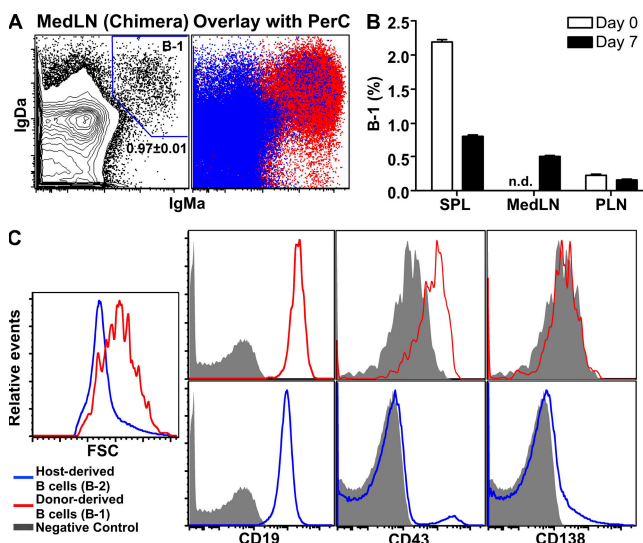 A
MedLN (Chimera)
Overlay with PerC
B-1
0.97±0.01
IgDa
IgMa
B
Day 0
Day 7
B-1 (%)
2.5
2.0
1.5
1.0
0.5
0.0
n.d.
SPL
MedLN
PLN
C
Relative events
FSC
Host-derived
B cells (B-2)
Donor-derived
B cells (B-1)
Negative Control
CD19
CD43
CD138